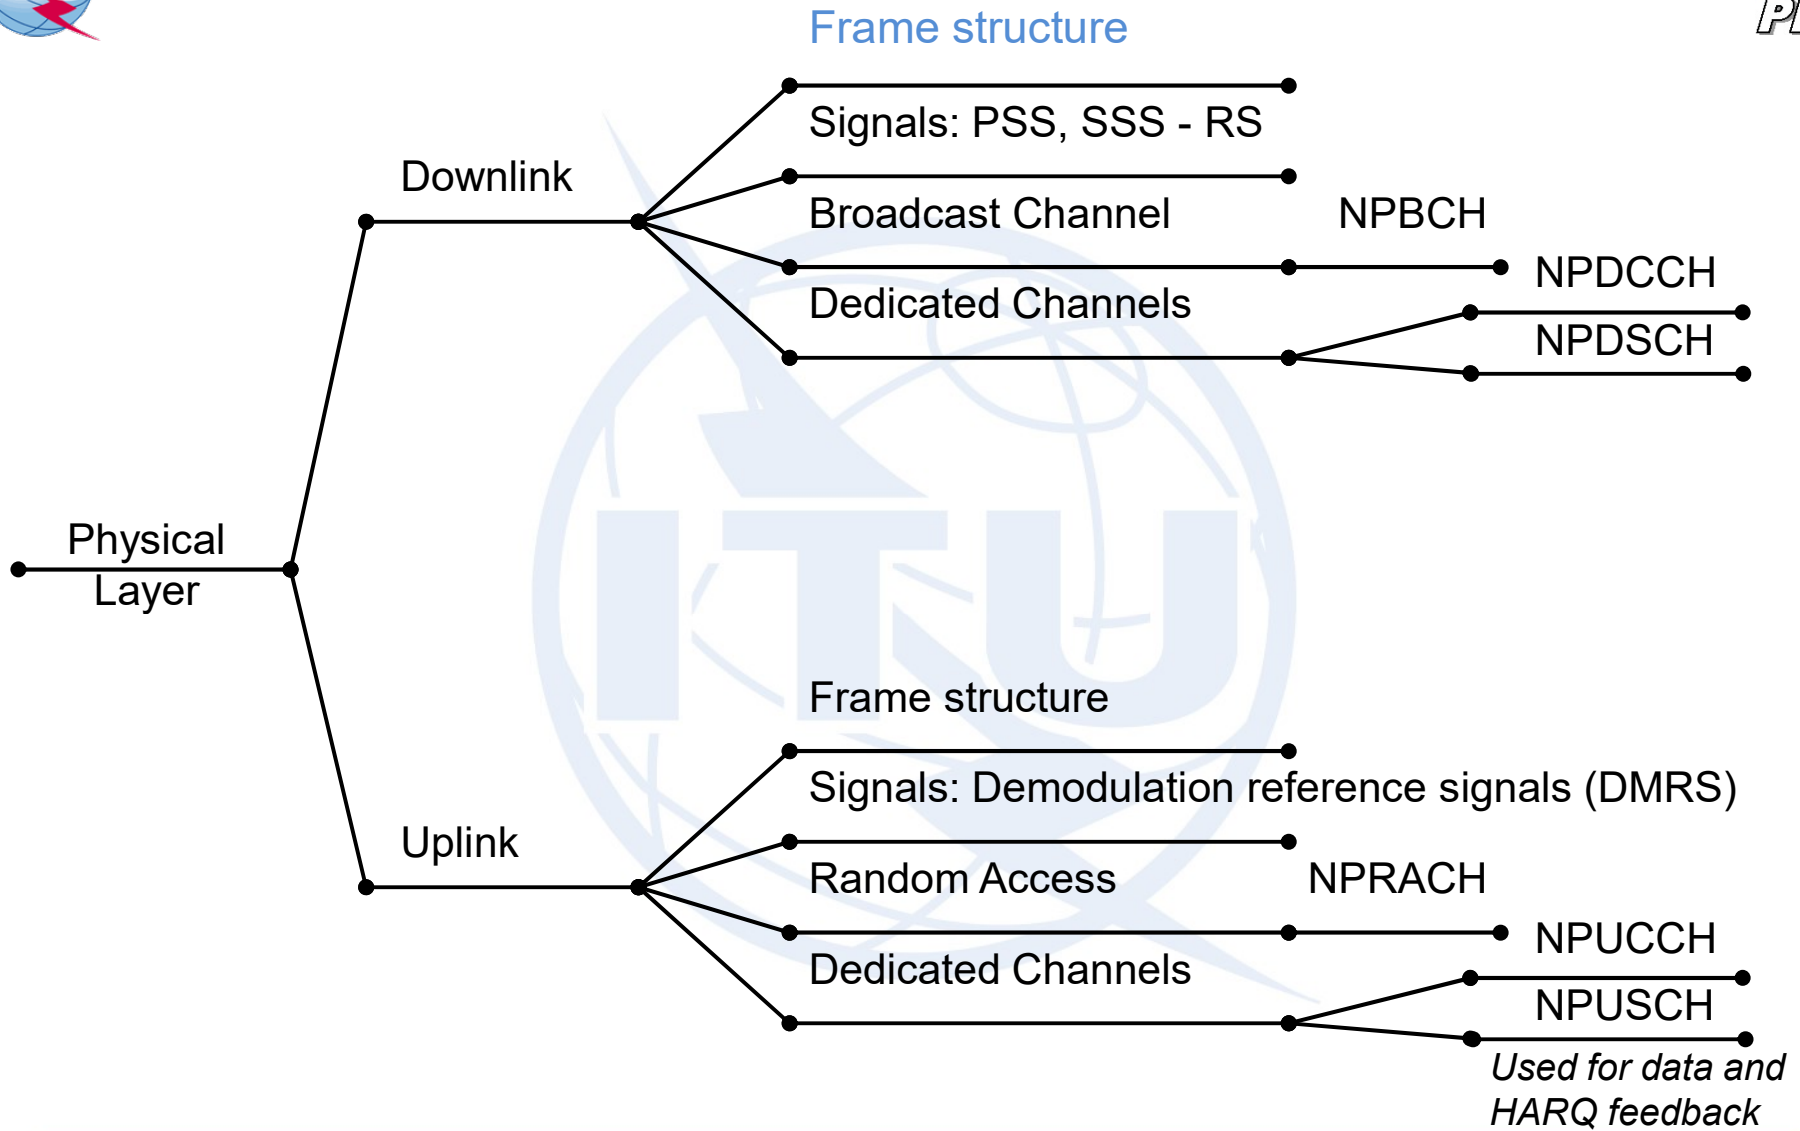 Frame structure
Signals: PSS, SSS - RS
Downlink
Broadcast Channel
NPBCH
NPDCCH
Dedicated Channels
NPDSCH
Physical
Layer
ITU
Frame structure
Signals: Demodulation reference signals (DMRS)
Uplink
Random Access
NPRACH
NPUCCH
Dedicated Channels
NPUSCH
Used for data and
HARQ feedback